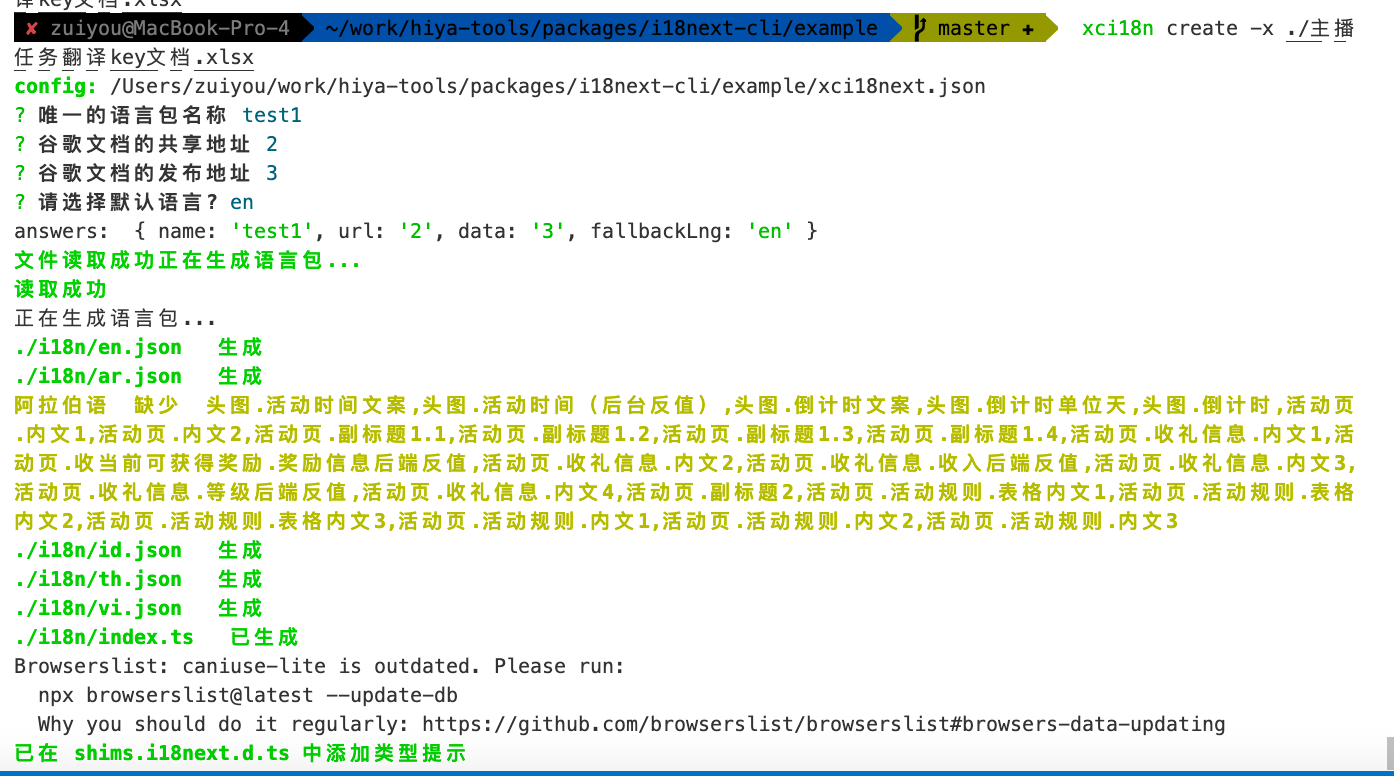 译key文档.xlsx
✘ zuiyou@MacBook-Pro-4 ~/work/hiya-tools/packages/i18next-cli/example master + xci18n create -x ./主播
任务翻译key文档.xlsx
config: /Users/zuiyou/work/hiya-tools/packages/i18next-cli/example/xci18next.json
? 唯一的语言包名称 test1
? 谷歌文档的共享地址 2
? 谷歌文档的发布地址 3
? 请选择默认语言? en
answers:  { name: 'test1', url: '2', data: '3', fallbackLng: 'en' }
文件读取成功正在生成语言包...
读取成功
正在生成语言包...
./i18n/en.json   生成
./i18n/ar.json   生成
阿拉伯语  缺少  头图.活动时间文案,头图.活动时间（后台反值）,头图.倒计时文案,头图.倒计时单位天,头图.倒计时,活动页
.内文1,活动页.内文2,活动页.副标题1.1,活动页.副标题1.2,活动页.副标题1.3,活动页.副标题1.4,活动页.收礼信息.内文1,活
动页.收当前可获得奖励.奖励信息后端反值,活动页.收礼信息.内文2,活动页.收礼信息.收入后端反值,活动页.收礼信息.内文3,
活动页.收礼信息.等级后端反值,活动页.收礼信息.内文4,活动页.副标题2,活动页.活动规则.表格内文1,活动页.活动规则.表格
内文2,活动页.活动规则.表格内文3,活动页.活动规则.内文1,活动页.活动规则.内文2,活动页.活动规则.内文3
./i18n/id.json   生成
./i18n/th.json   生成
./i18n/vi.json   生成
./i18n/index.ts   已生成
Browserslist: caniuse-lite is outdated. Please run:
  npx browserslist@latest --update-db
  Why you should do it regularly: https://github.com/browserslist/browserslist#browsers-data-updating
已在 shims.i18next.d.ts 中添加类型提示